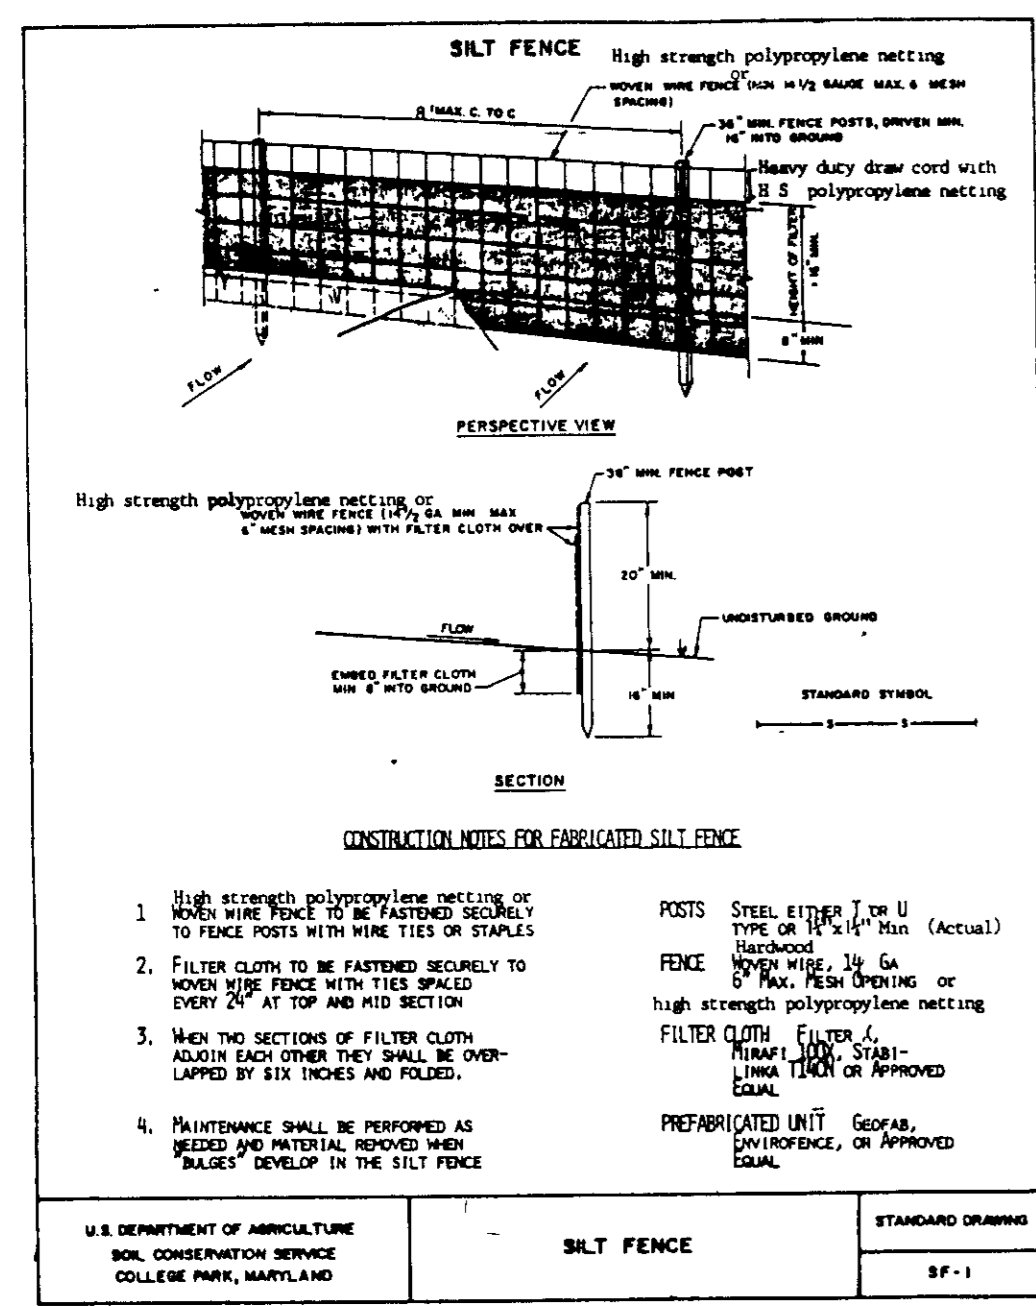 SILT FENCE
High strength polypropylene netting
or
WOVEN WIRE FENCE (MIN 14 1/2 GAUGE MAX. 6 MESH
SPACING)
8' MAX. C. TO C
36" MIN. FENCE POSTS, DRIVEN MIN.
16" INTO GROUND
Heavy duty draw cord with
H S polypropylene netting
HEIGHT OF FILTER
16" MIN.
8" MIN
FLOW
FLOW
PERSPECTIVE VIEW
36" MIN. FENCE POST
High strength polypropylene netting or
WOVEN WIRE FENCE (14 1/2 GA MIN MAX
6" MESH SPACING) WITH FILTER CLOTH OVER
20" MIN.
UNDISTURBED GROUND
FLOW
EMBED FILTER CLOTH
MIN 8" INTO GROUND
16" MIN
STANDARD SYMBOL
S S
SECTION
CONSTRUCTION NOTES FOR FABRICATED SILT FENCE
1 High strength polypropylene netting or
WOVEN WIRE FENCE TO BE FASTENED SECURELY
TO FENCE POSTS WITH WIRE TIES OR STAPLES
2. FILTER CLOTH TO BE FASTENED SECURELY TO
WOVEN WIRE FENCE WITH TIES SPACED
EVERY 24" AT TOP AND MID SECTION
3. WHEN TWO SECTIONS OF FILTER CLOTH
ADJOIN EACH OTHER THEY SHALL BE OVER-
LAPPED BY SIX INCHES AND FOLDED.
4. MAINTENANCE SHALL BE PERFORMED AS
NEEDED AND MATERIAL REMOVED WHEN
"BULGES" DEVELOP IN THE SILT FENCE
POSTS STEEL EITHER T OR U
TYPE OR Min (Actual)
Hardwood
FENCE WOVEN WIRE, 14 GA
6" MAX. MESH OPENING or
high strength polypropylene netting
FILTER CLOTH FILTER X,
MIRAFI 100X, STABI-
LINKA T140N OR APPROVED
EQUAL
PREFABRICATED UNIT GEOFAB,
ENVIROFENCE, OR APPROVED
EQUAL
U.S. DEPARTMENT OF AGRICULTURE
SOIL CONSERVATION SERVICE
COLLEGE PARK, MARYLAND
SILT FENCE
STANDARD DRAWING
SF-1